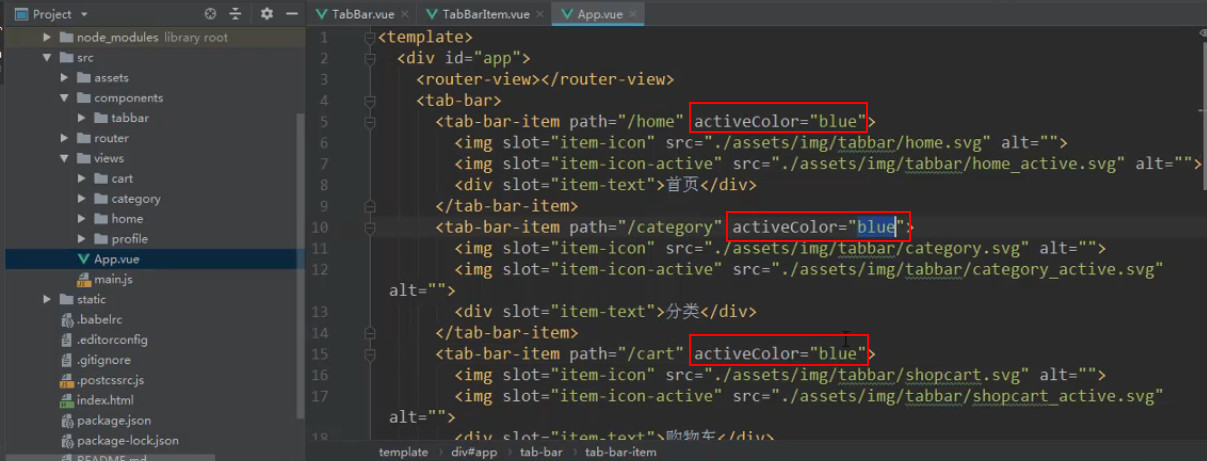 Project
TabBar.vue
TabBarItem.vue
App.vue
node_modules library root
src
assets
components
tabbar
router
views
cart
category
home
profile
App.vue
main.js
static
.babelrc
.editorconfig
.gitignore
.postcssrc.js
index.html
package.json
package-lock.json
README.md
1 <template>
2 <div id="app">
3 <router-view></router-view>
4 <tab-bar>
5 <tab-bar-item path="/home" activeColor="blue">
6 <img slot="item-icon" src="./assets/img/tabbar/home.svg" alt="">
7 <img slot="item-icon-active" src="./assets/img/tabbar/home_active.svg" alt="">
8 <div slot="item-text">首页</div>
9 </tab-bar-item>
10 <tab-bar-item path="/category" activeColor="blue">
11 <img slot="item-icon" src="./assets/img/tabbar/category.svg" alt="">
12 <img slot="item-icon-active" src="./assets/img/tabbar/category_active.svg"
alt="">
13 <div slot="item-text">分类</div>
14 </tab-bar-item>
15 <tab-bar-item path="/cart" activeColor="blue">
16 <img slot="item-icon" src="./assets/img/tabbar/shopcart.svg" alt="">
17 <img slot="item-icon-active" src="./assets/img/tabbar/shopcart_active.svg"
alt="">
18 <div slot="item-text">购物车</div>
template › div#app › tab-bar › tab-bar-item